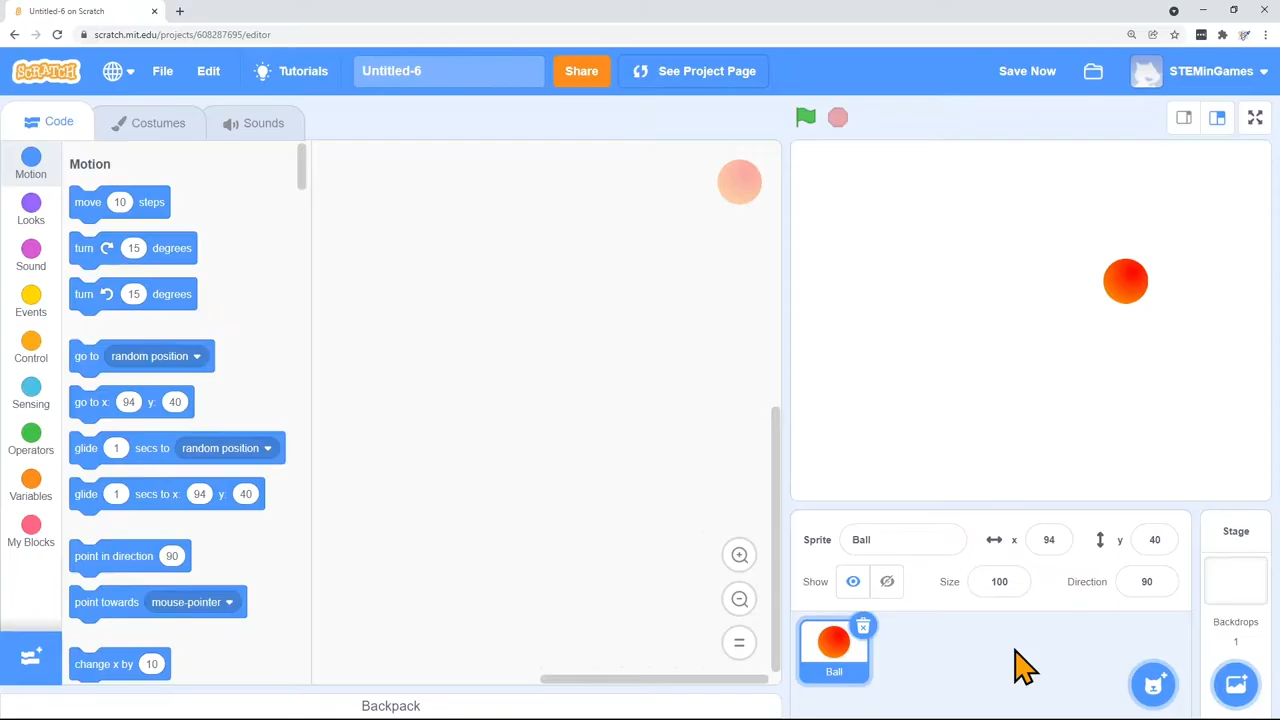 Untitled-6 on Scratch
scratch.mit.edu/projects/608287695/editor
SCRATCH File Edit Tutorials Untitled-6 Share See Project Page Save Now STEMinGames
Code Costumes Sounds
Motion
Looks
Sound
Events
Control
Sensing
Operators
Variables
My Blocks
Motion
move 10 steps
turn 15 degrees
turn 15 degrees
go to random position
go to x: 94 y: 40
glide 1 secs to random position
glide 1 secs to x: 94 y: 40
point in direction 90
point towards mouse-pointer
change x by 10
Backpack
Sprite Ball x 94 y 40
Show Size 100 Direction 90
Ball
Stage
Backdrops
1